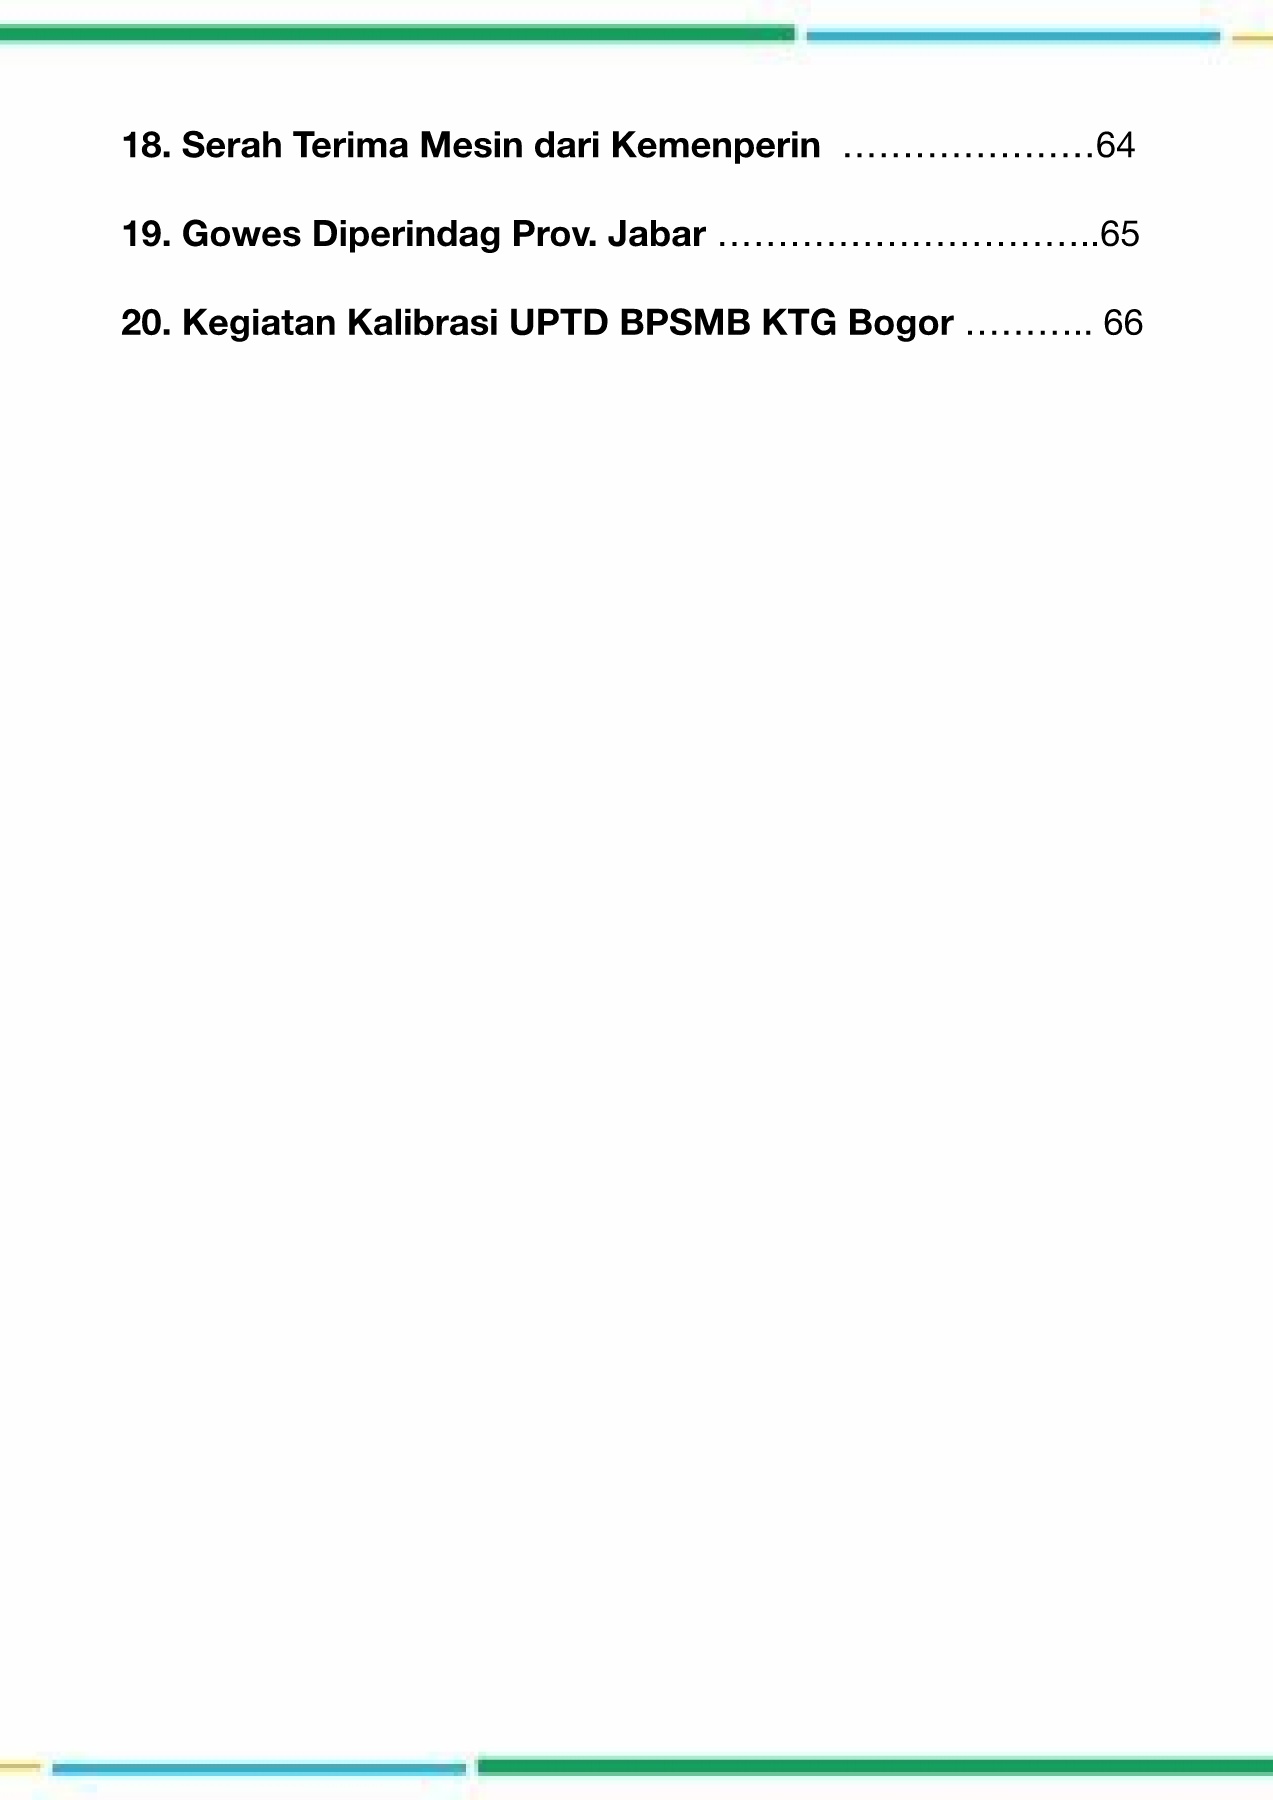 18. Serah Terima Mesin dari Kemenperin …………………64
19. Gowes Diperindag Prov. Jabar …………………………..65
20. Kegiatan Kalibrasi UPTD BPSMB KTG Bogor ……….. 66